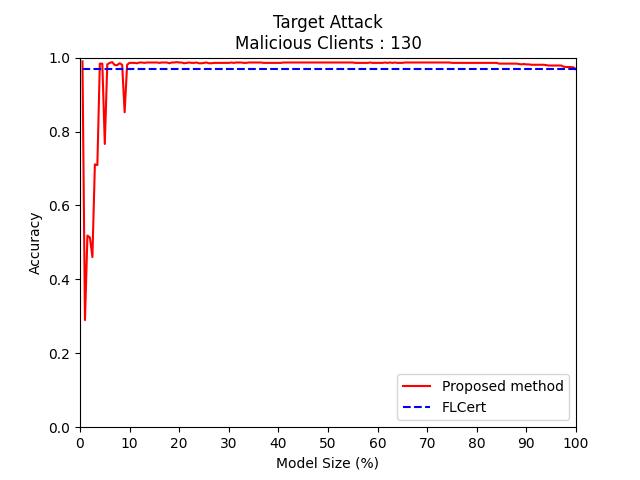 Target Attack
Malicious Clients : 130
Accuracy
1.0
0.8
0.6
0.4
0.2
0.0
0 10 20 30 40 50 60 70 80 90 100
Model Size (%)
Proposed method
FLCert